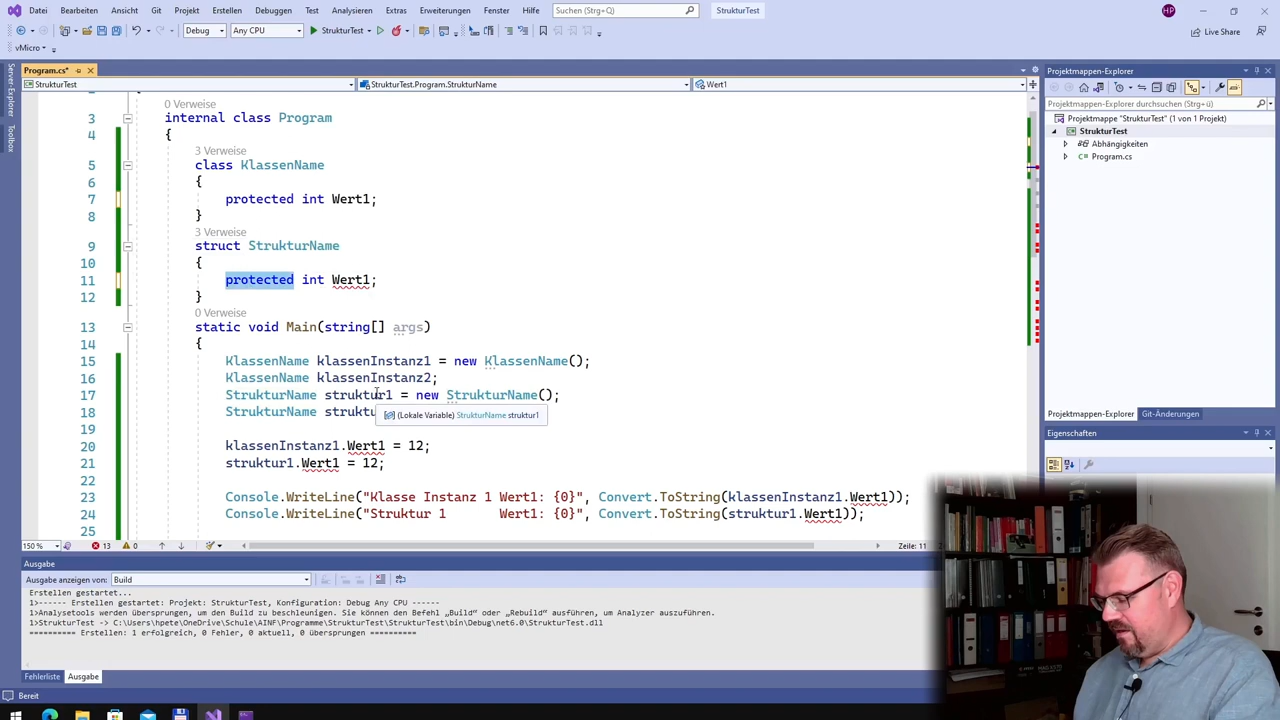 Datei Bearbeiten Ansicht Git Projekt Erstellen Debuggen Test Analysieren Extras Erweiterungen Fenster Hilfe Suchen (Strg+Q) StrukturTest HP
Debug Any CPU StrukturTest Live Share
vMicro
Server-Explorer
Toolbox
Program.cs*
StrukturTest StrukturTest.Program.StrukturName Wert1
0 Verweise
3 internal class Program
4 {
3 Verweise
5 class KlassenName
6 {
7 protected int Wert1;
8 }
3 Verweise
9 struct StrukturName
10 {
11 protected int Wert1;
12 }
0 Verweise
13 static void Main(string[] args)
14 {
15 KlassenName klassenInstanz1 = new KlassenName();
16 KlassenName klassenInstanz2;
17 StrukturName struktur1 = new StrukturName();
18 StrukturName struktu
(Lokale Variable) StrukturName struktur1
19
20 klassenInstanz1.Wert1 = 12;
21 struktur1.Wert1 = 12;
22
23 Console.WriteLine("Klasse Instanz 1 Wert1: {0}", Convert.ToString(klassenInstanz1.Wert1));
24 Console.WriteLine("Struktur 1 Wert1: {0}", Convert.ToString(struktur1.Wert1));
25
150 % 13 0 Zeile: 11
Ausgabe
Ausgabe anzeigen von: Build
Erstellen gestartet...
1>------ Erstellen gestartet: Projekt: StrukturTest, Konfiguration: Debug Any CPU ------
1>Analysetools werden übersprungen, um den Build zu beschleunigen. Sie können den Befehl „Build" oder „Rebuild" ausführen, um Analyzer auszuführen.
1>StrukturTest -> C:\Users\hpete\OneDrive\Schule\AINF\Programme\StrukturTest\StrukturTest\bin\Debug\net6.0\StrukturTest.dll
========== Erstellen: 1 erfolgreich, 0 Fehler, 0 aktuell, 0 übersprungen ==========
Fehlerliste Ausgabe
Bereit
Projektmappen-Explorer
Projektmappen-Explorer durchsuchen (Strg+ü)
Projektmappe "StrukturTest" (1 von 1 Projekt)
StrukturTest
Abhängigkeiten
C# Program.cs
Projektmappen-Explorer Git-Änderungen
Eigenschaften